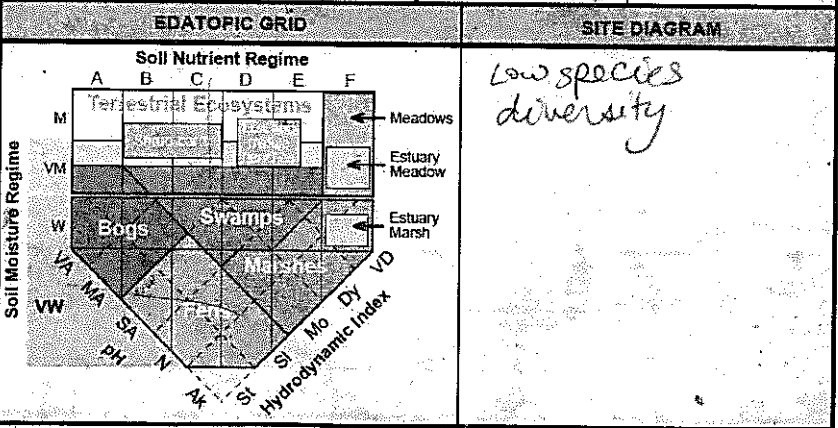 EDATOPIC GRID
SITE DIAGRAM
Soil Nutrient Regime
A B C D E F
Terrestrial Ecosystems
M
Meadows
VM
Estuary
Meadow
W
Bogs
Swamps
Estuary
Marsh
Marshes
Fens
VW
VA
MA
SA
N
Ak
pH
St
Sl
Mo
Dy
VD
Hydrodynamic Index
Soil Moisture Regime
Low species
diversity